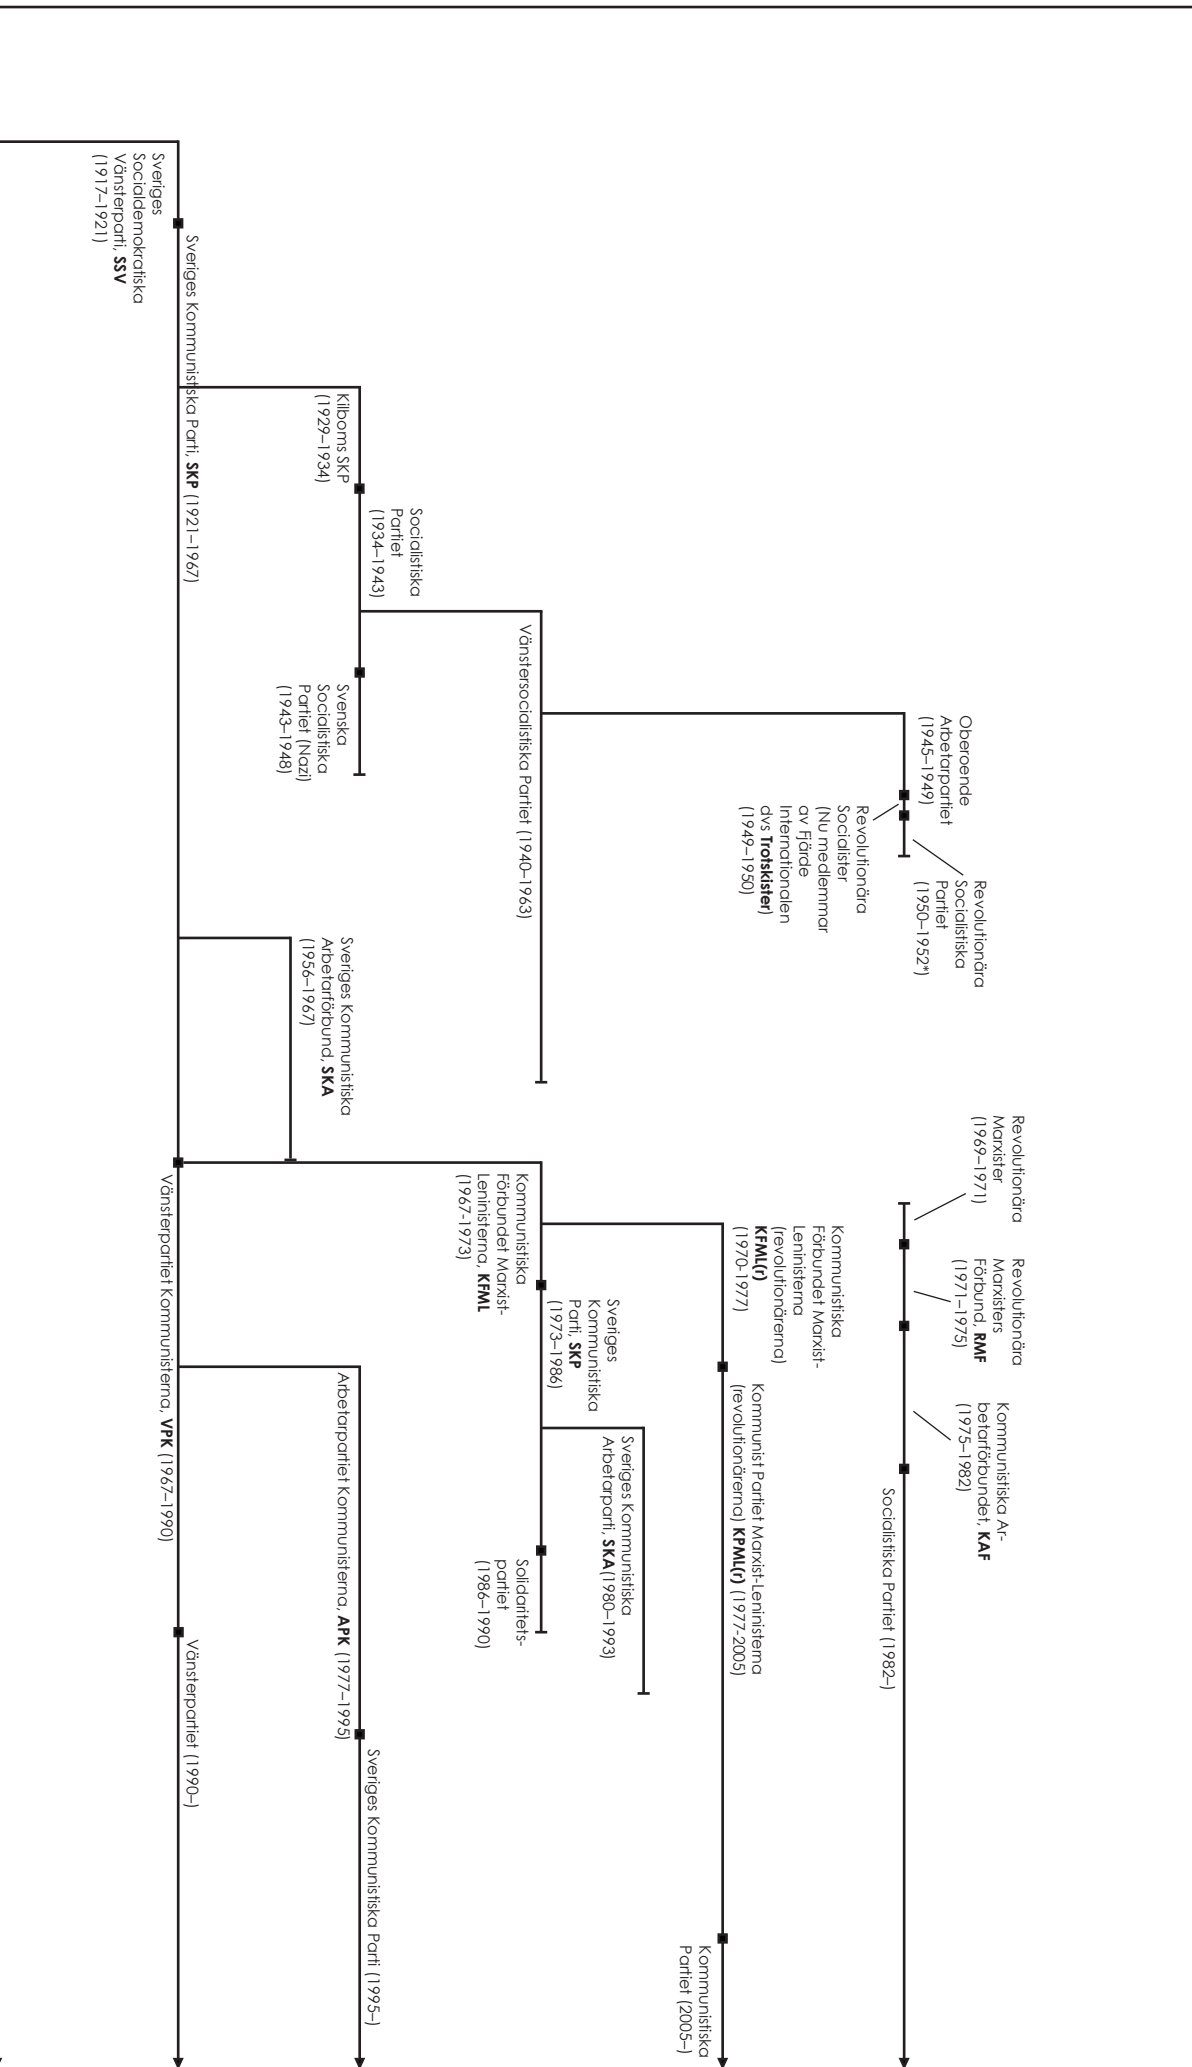 Sveriges
Socialdemokratiska
Vänsterparti, SSV
(1917–1921)
Sveriges Kommunistiska Parti, SKP (1921–1967)
Kilboms SKP
(1929–1934)
Socialistiska
Partiet
(1934–1943)
Svenska
Socialistiska
Partiet (Nazi)
(1943–1948)
Vänstersocialistiska Partiet (1940–1963)
Oberoende
Arbetarpartiet
(1945–1949)
Revolutionära
Socialister
(Nu medlemmar
av Fjärde
Internationalen
dvs Trotskister)
(1949–1950)
Revolutionära
Socialistiska
Partiet
(1950–1952*)
Sveriges Kommunistiska
Arbetarförbund, SKA
(1956–1967)
Revolutionära
Marxister
(1969–1971)
Revolutionära
Marxisters
Förbund, RMF
(1971–1975)
Kommunistiska Ar-
betarförbundet, KAF
(1975–1982)
Socialistiska Partiet (1982–)
Kommunistiska
Förbundet Marxist-
Leninisterna
(revolutionärerna)
KFML(r)
(1970-1977)
Kommunist Partiet Marxist-Leninisterna
(revolutionärerna) KPML(r) (1977-2005)
Kommunistiska
Partiet (2005–)
Kommunistiska
Förbundet Marxist-
Leninisterna, KFML
(1967-1973)
Sveriges
Kommunistiska
Parti, SKP
(1973–1986)
Sveriges Kommunistiska
Arbetarparti, SKA(1980–1993)
Solidaritets-
partiet
(1986–1990)
Arbetarpartiet Kommunisterna, APK (1977–1995)
Sveriges Kommunistiska Parti (1995–)
Vänsterpartiet Kommunisterna, VPK (1967–1990)
Vänsterpartiet (1990–)